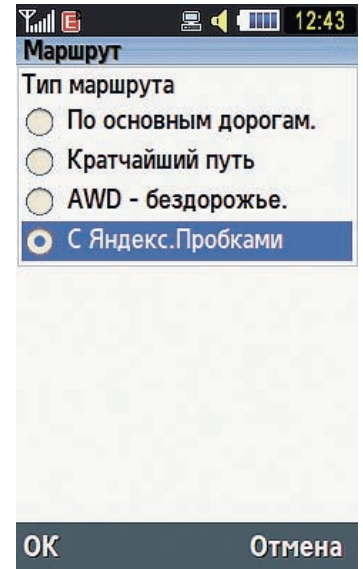 E 12:43
Маршрут
Тип маршрута
По основным дорогам.
Кратчайший путь
AWD - бездорожье.
С Яндекс.Пробками
OK Отмена